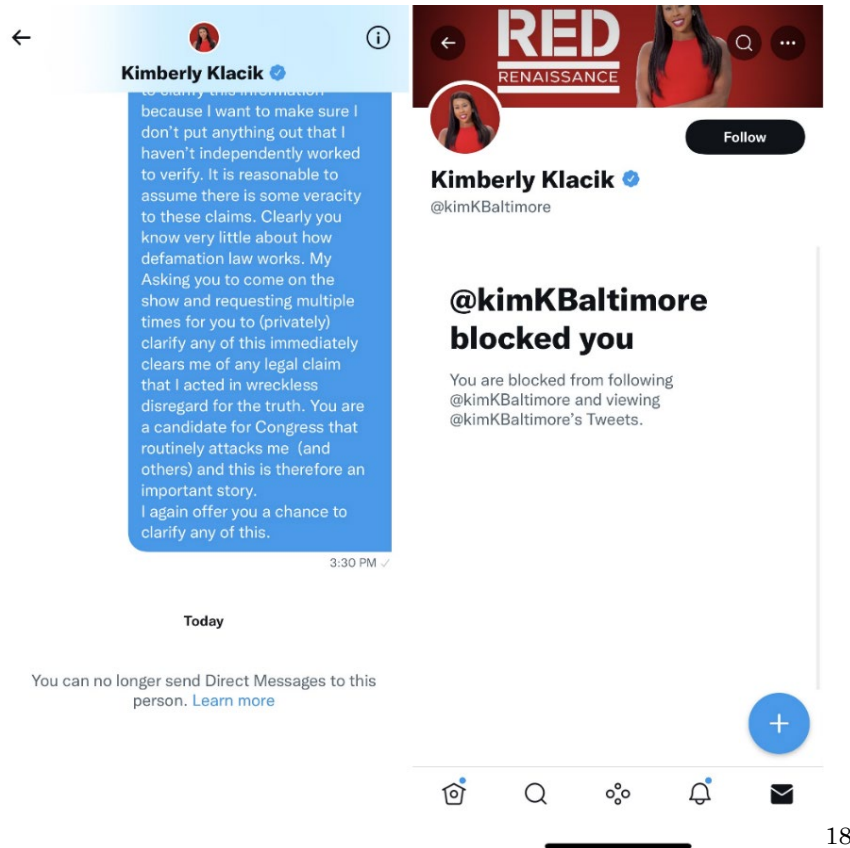 Kimberly Klacik
to clarify this information
because I want to make sure I
don't put anything out that I
haven't independently worked
to verify. It is reasonable to
assume there is some veracity
to these claims. Clearly you
know very little about how
defamation law works. My
Asking you to come on the
show and requesting multiple
times for you to (privately)
clarify any of this immediately
clears me of any legal claim
that I acted in wreckless
disregard for the truth. You are
a candidate for Congress that
routinely attacks me  (and
others) and this is therefore an
important story.
I again offer you a chance to
clarify any of this.
3:30 PM
Today
You can no longer send Direct Messages to this
person. Learn more
RED
RENAISSANCE
Follow
Kimberly Klacik
@kimKBaltimore
@kimKBaltimore
blocked you
You are blocked from following
@kimKBaltimore and viewing
@kimKBaltimore's Tweets.
18